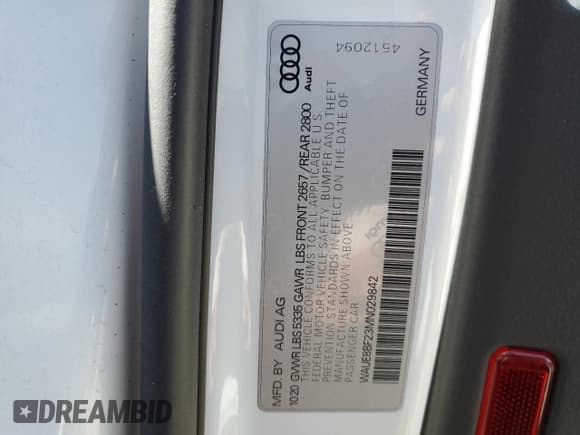 MFD. BY AUDI AG
1020 GVWR LBS 5335 GAWR LBS FRONT 2657 /REAR 2800
THIS VEHICLE CONFORMS TO ALL APPLICABLE U.S.
FEDERAL MOTOR VEHICLE SAFETY, BUMPER AND THEFT
PREVENTION STANDARDS IN EFFECT ON THE DATE OF
MANUFACTURE SHOWN ABOVE.
PASSENGER CAR
WAUE8BF23MN029842
Audi
4512094
GERMANY
DREAMBID